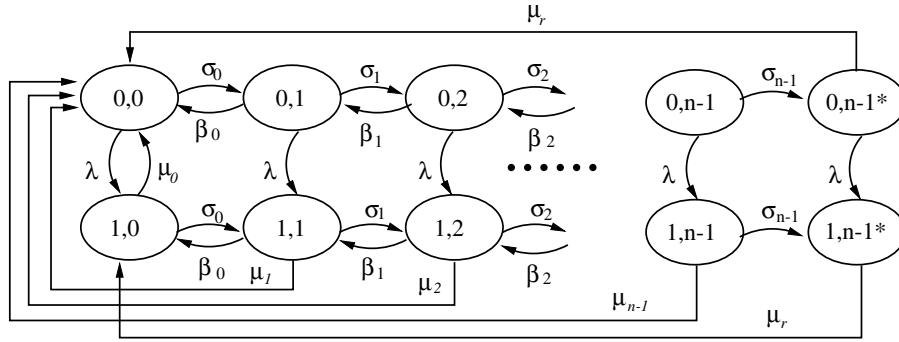 μr
σ0 σ1 σ2 σn-1
0,0 0,1 0,2 0,n-1 0,n-1*
β0 β1 β2
λ μ0 λ λ λ λ
σ0 σ1 σ2 σn-1
1,0 1,1 1,2 1,n-1 1,n-1*
β0 μ1 β1 μ2 β2
μn-1 μr